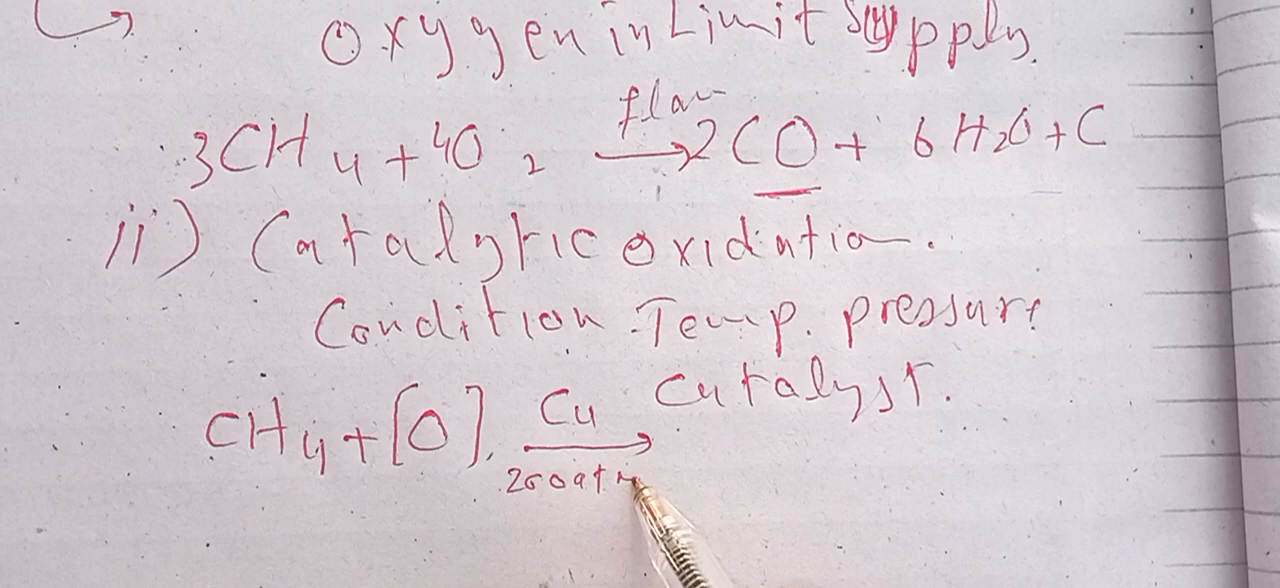 Oxygen in Limit Supply
flam
3CH4 + 4O2 → 2CO + 6H2O + C
ii) Catalytic oxidation.
Condition Temp. pressure
Catalyst.
CH4 + [O] Cu →
200atm